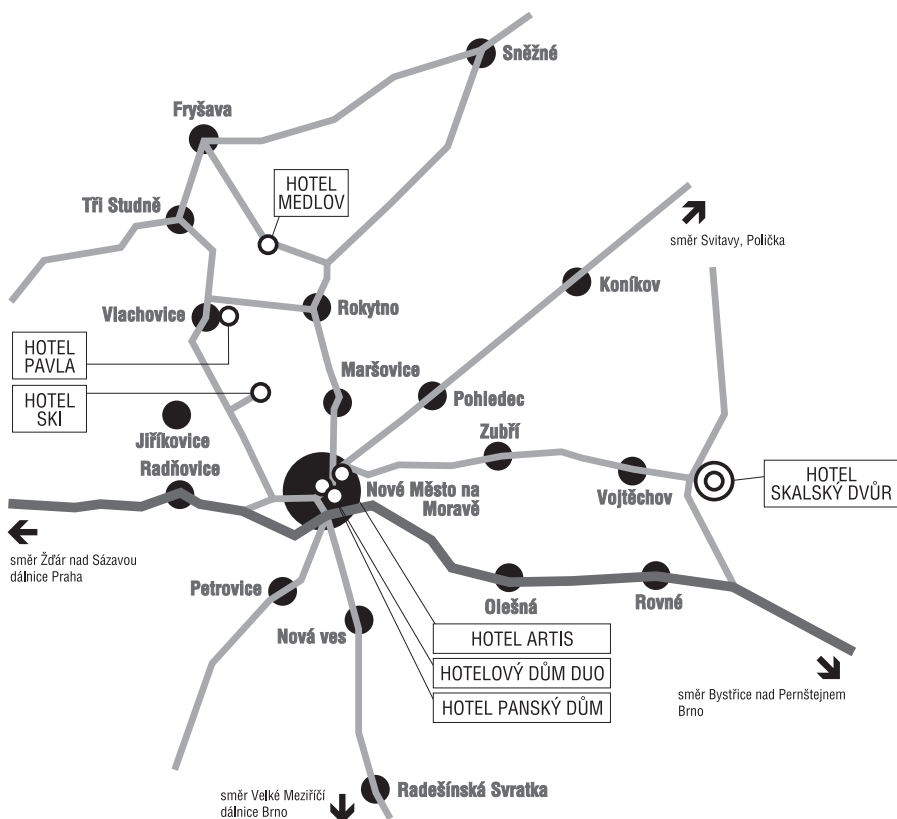 Sněžné
Fryšava
HOTEL
MEDLOV
Tři Studně
směr Svitavy, Polička
Koníkov
Vlachovice
Rokytno
HOTEL
PAVLA
Maršovice
HOTEL
SKI
Pohledec
Jiříkovice
Zubří
Radňovice
HOTEL
SKALSKÝ DVŮR
Nové Město na
Moravě
Vojtěchov
směr Žďár nad Sázavou
dálnice Praha
Petrovice
Olešná
Rovné
Nová ves
HOTEL ARTIS
HOTELOVÝ DŮM DUO
HOTEL PANSKÝ DŮM
směr Bystřice nad Pernštejnem
Brno
Radešínská Svratka
směr Velké Meziříčí
dálnice Brno